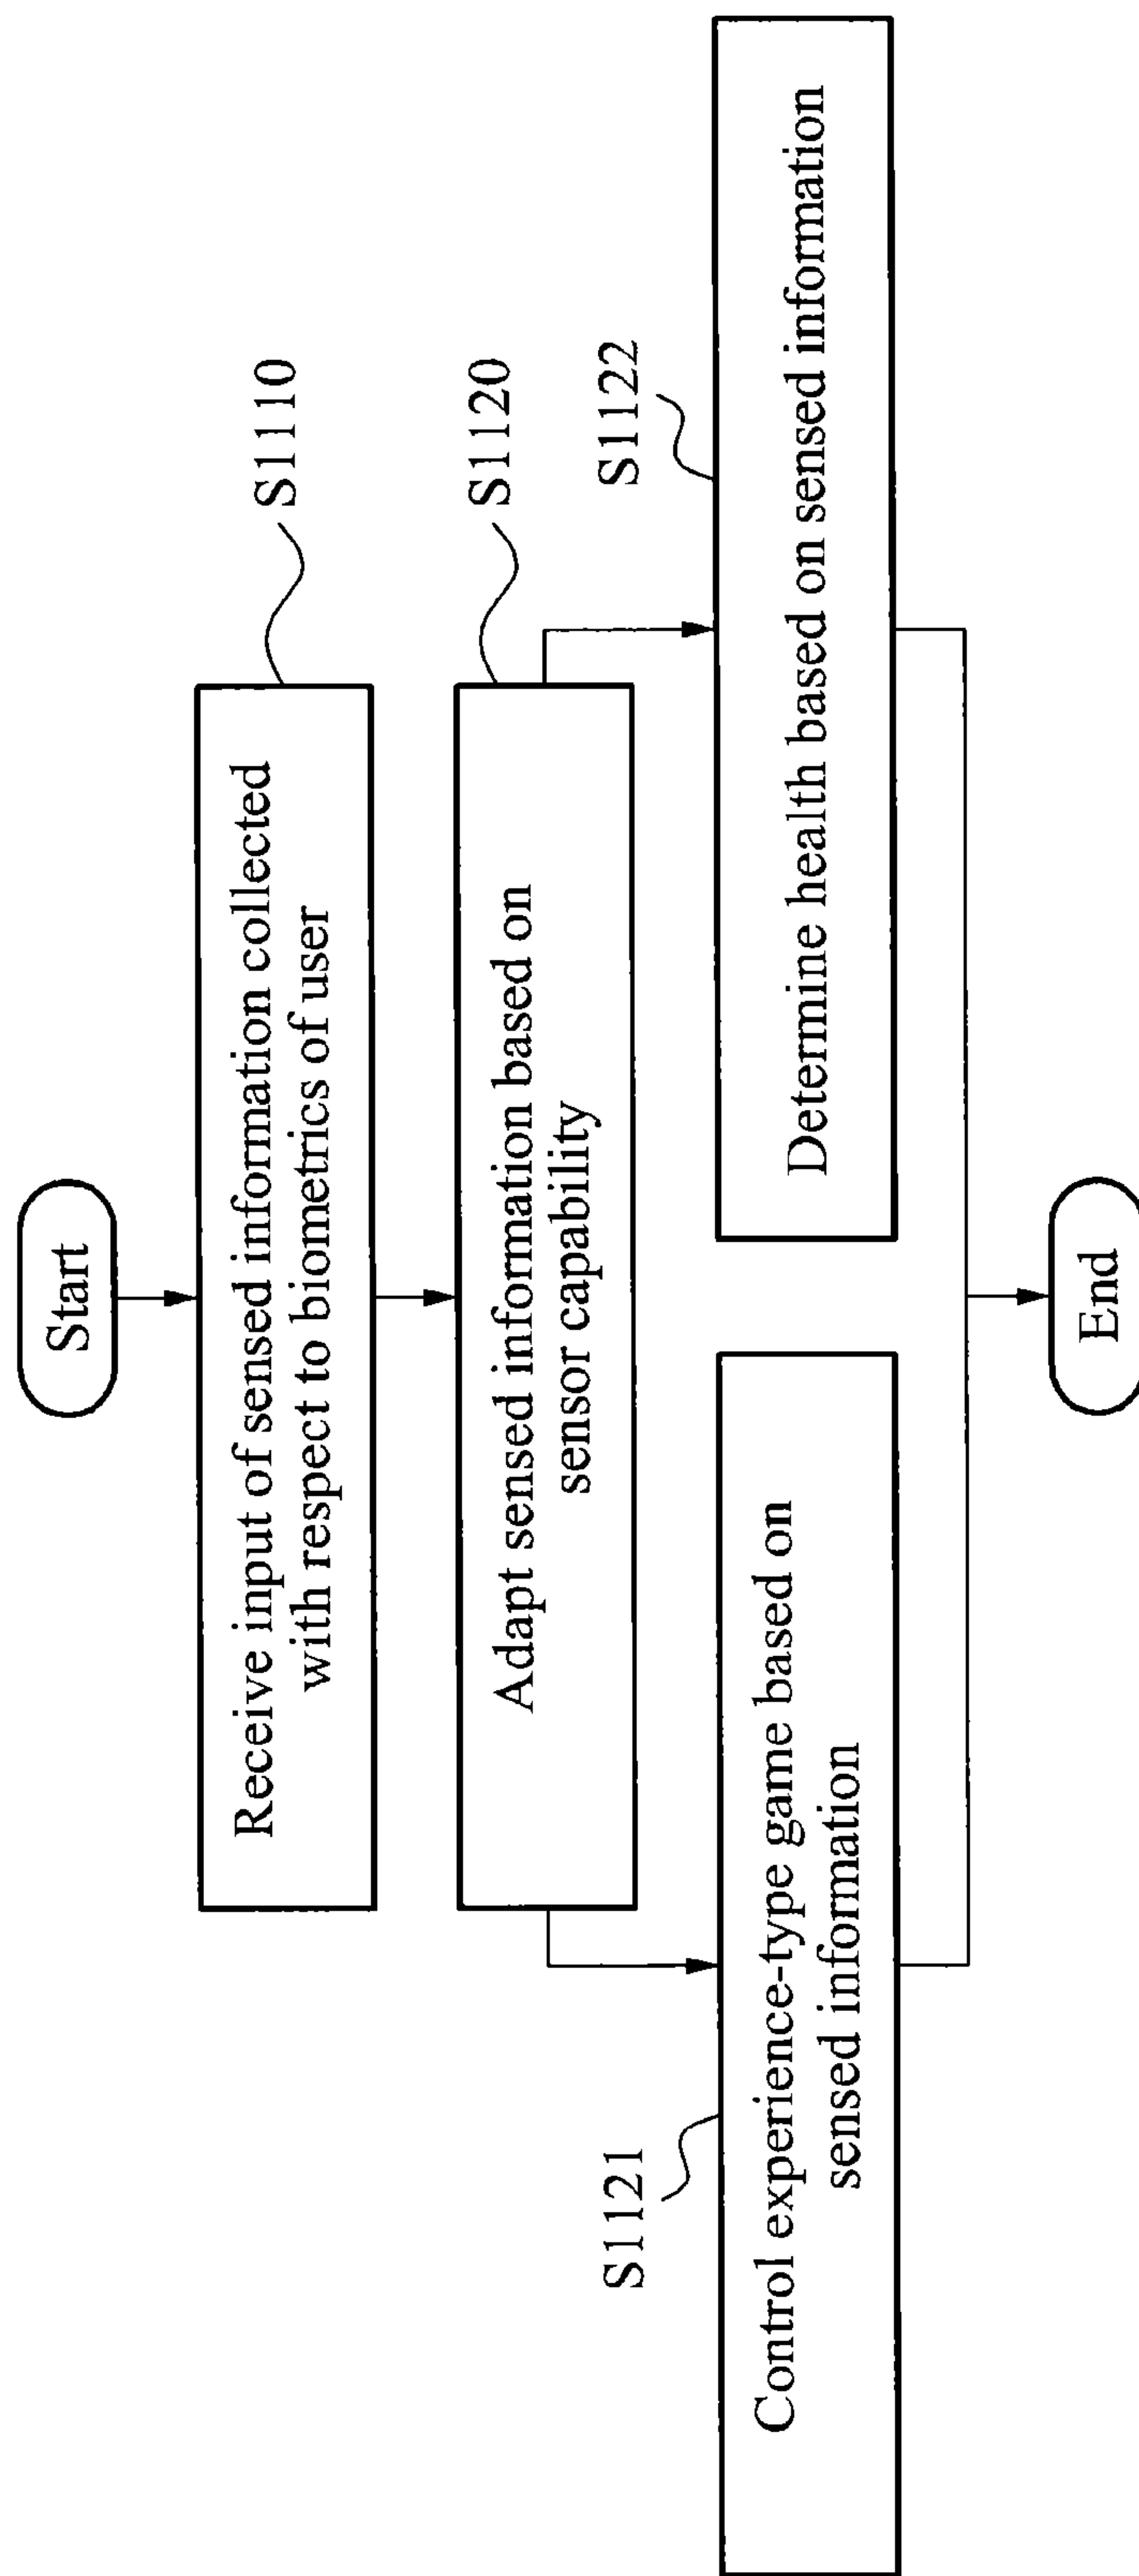 Start
Receive input of sensed information collected
with respect to biometrics of user
S1110
Adapt sensed information based on
sensor capability
S1120
S1121
Control experience-type game based on
sensed information
S1122
Determine health based on sensed information
End